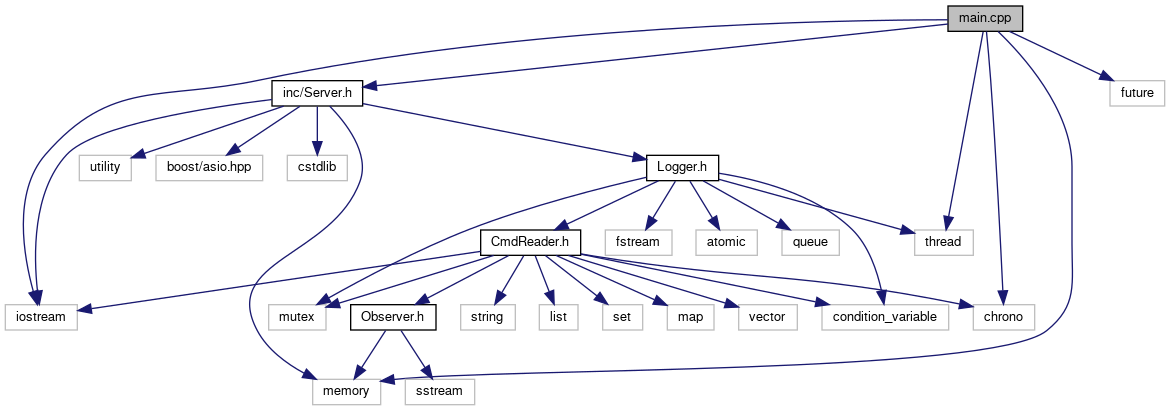 main.cpp
inc/Server.h
future
utility
boost/asio.hpp
cstdlib
Logger.h
CmdReader.h
fstream
atomic
queue
thread
iostream
mutex
Observer.h
string
list
set
map
vector
condition_variable
chrono
memory
sstream